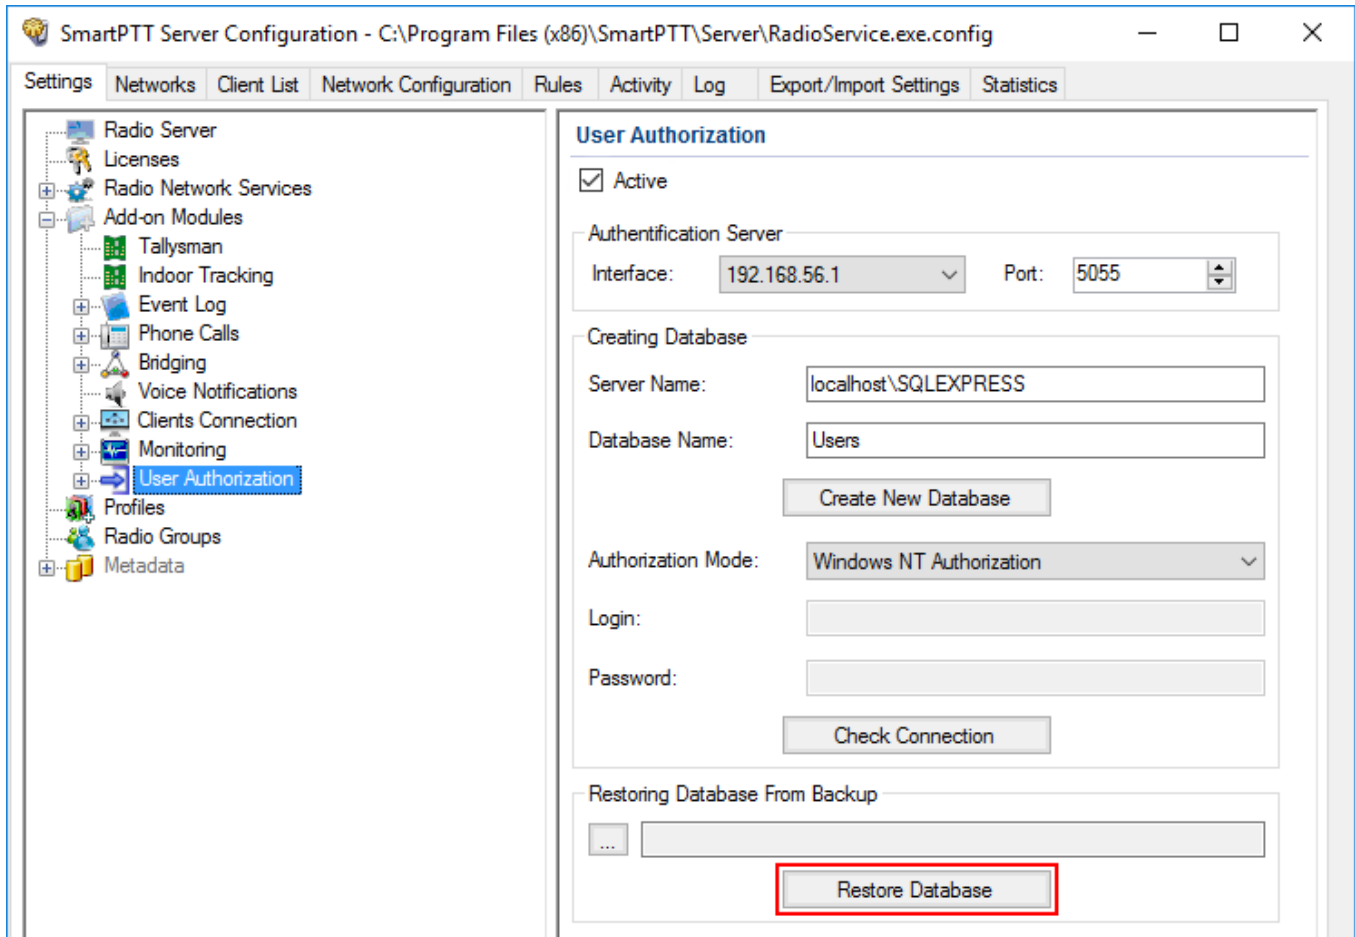 SmartPTT Server Configuration - C:\Program Files (x86)\SmartPTT\Server\RadioService.exe.config
Settings Networks Client List Network Configuration Rules Activity Log Export/Import Settings Statistics
Radio Server
Licenses
Radio Network Services
Add-on Modules
Tallysman
Indoor Tracking
Event Log
Phone Calls
Bridging
Voice Notifications
Clients Connection
Monitoring
User Authorization
Profiles
Radio Groups
Metadata
User Authorization
Active
Authentification Server
Interface: 192.168.56.1 Port: 5055
Creating Database
Server Name: localhost\SQLEXPRESS
Database Name: Users
Create New Database
Authorization Mode: Windows NT Authorization
Login:
Password:
Check Connection
Restoring Database From Backup
...
Restore Database